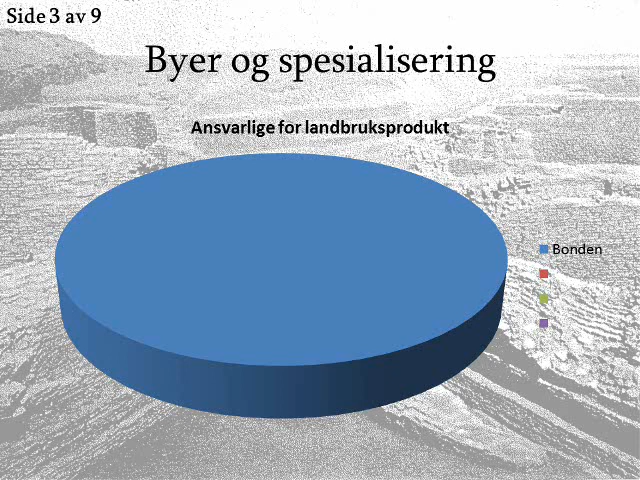 Side 3 av 9
Byer og spesialisering
Ansvarlige for landbruksprodukt
Bonden